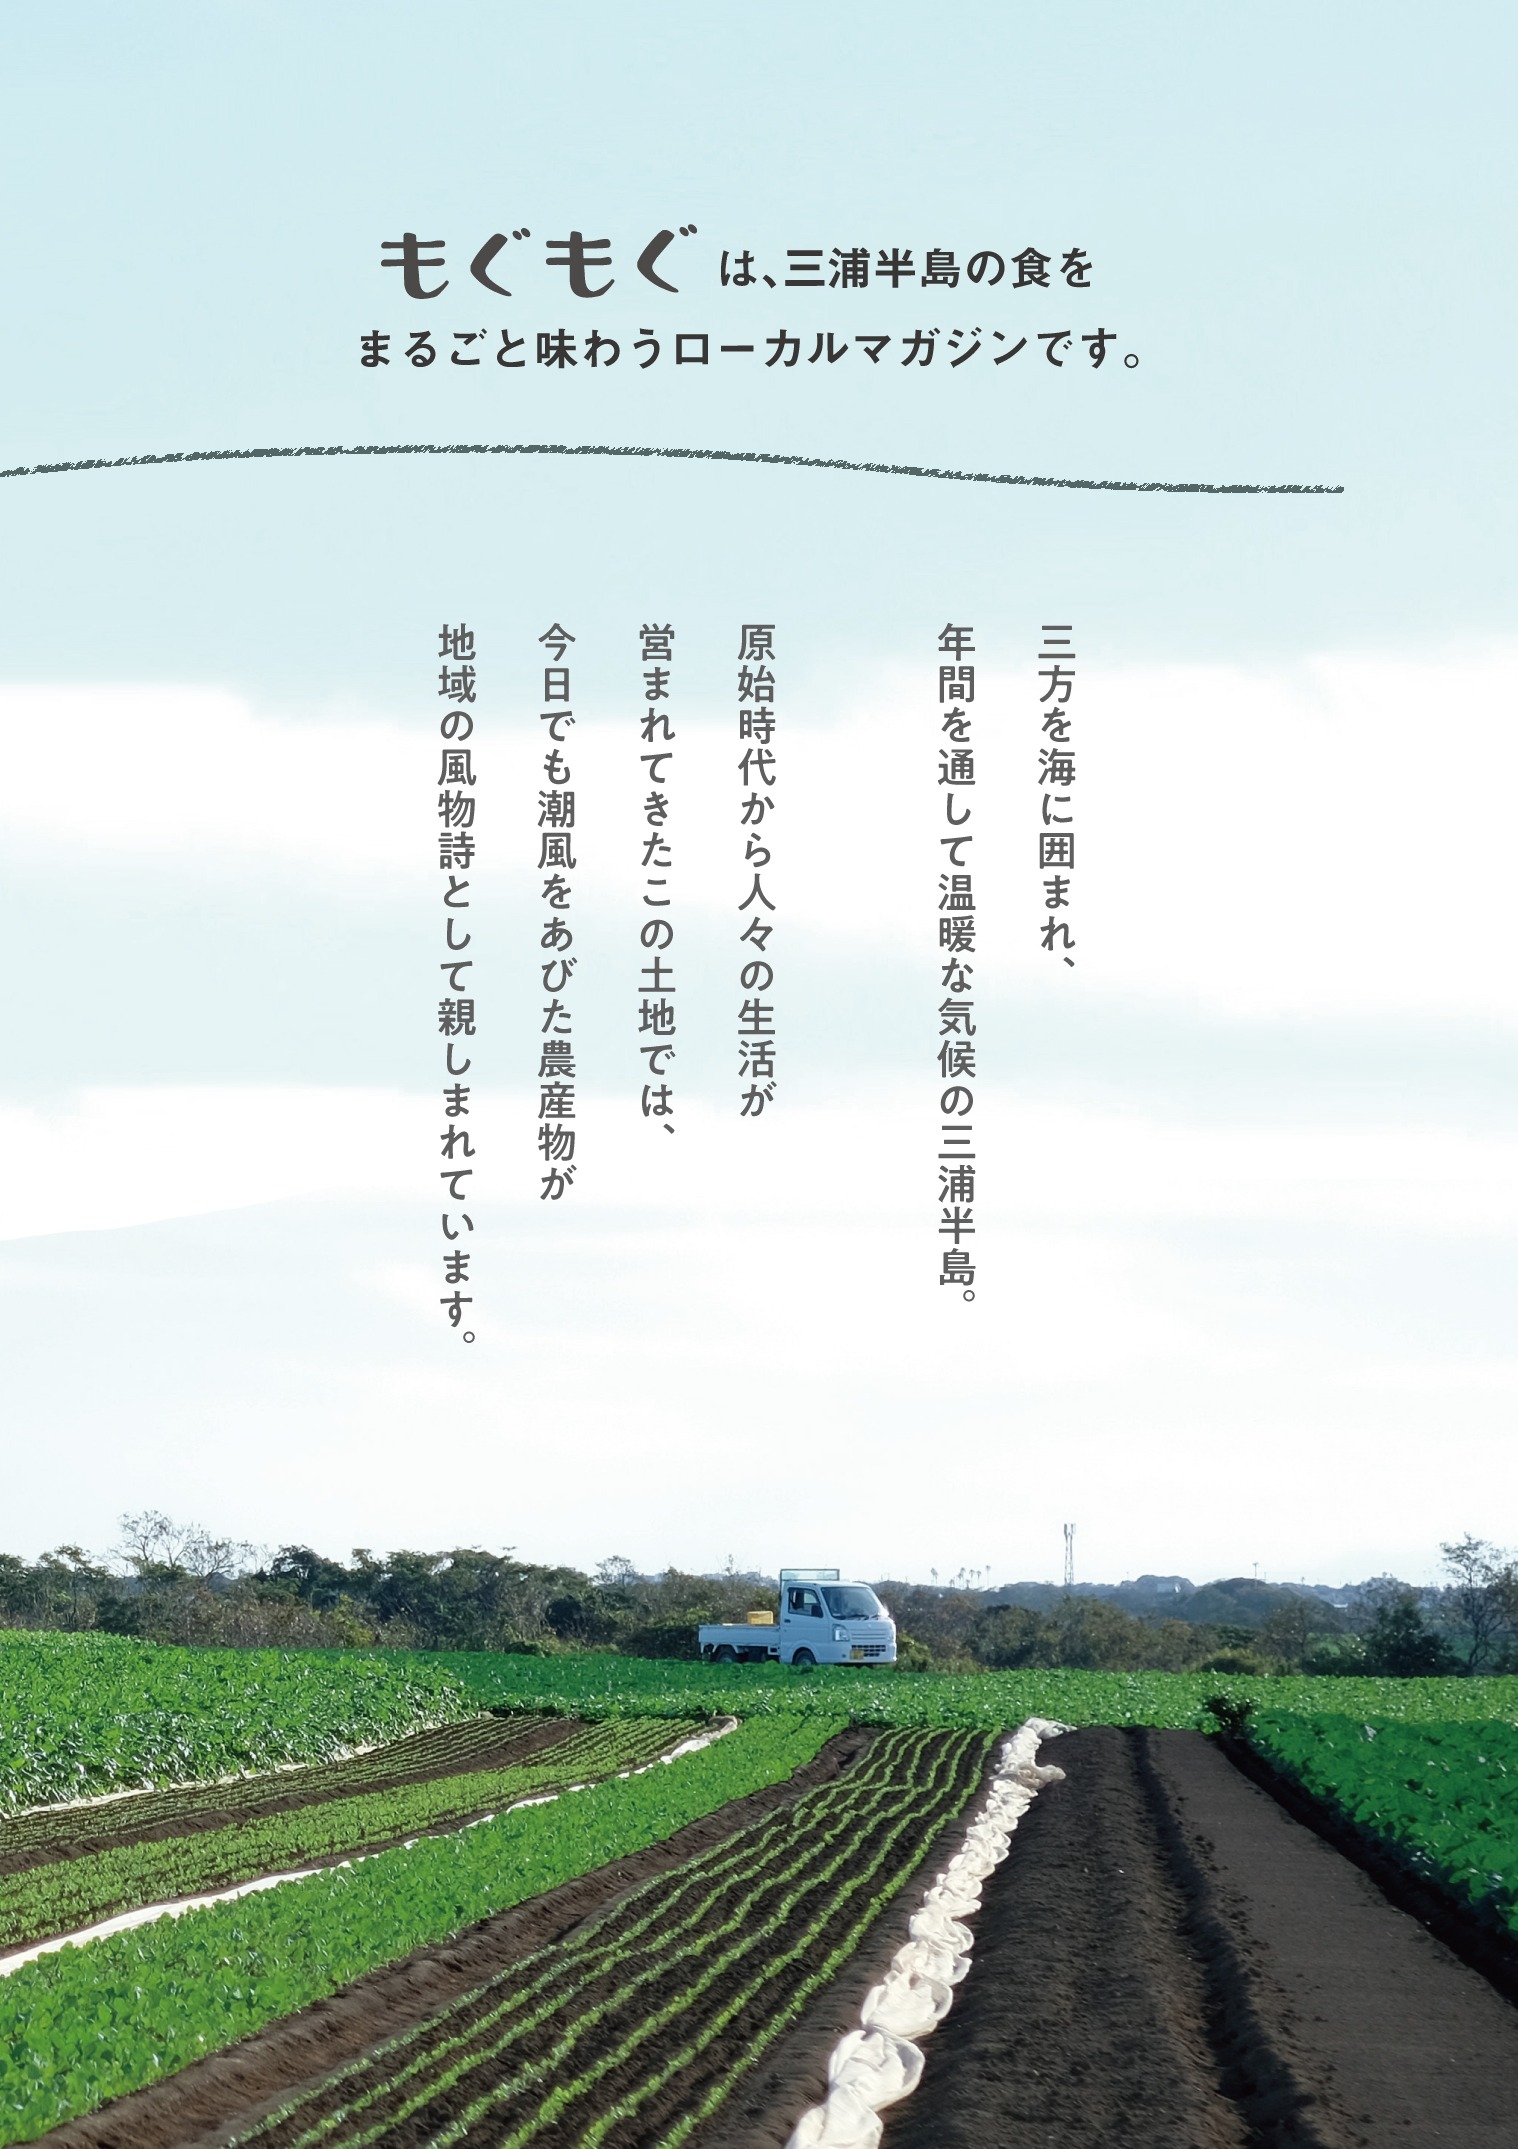 もぐもぐは、三浦半島の食を
まるごと味わうローカルマガジンです。
三方を海に囲まれ、
年間を通して温暖な気候の三浦半島。
原始時代から人々の生活が
営まれてきたこの土地では、
今日でも潮風をあびた農産物が
地域の風物詩として親しまれています。